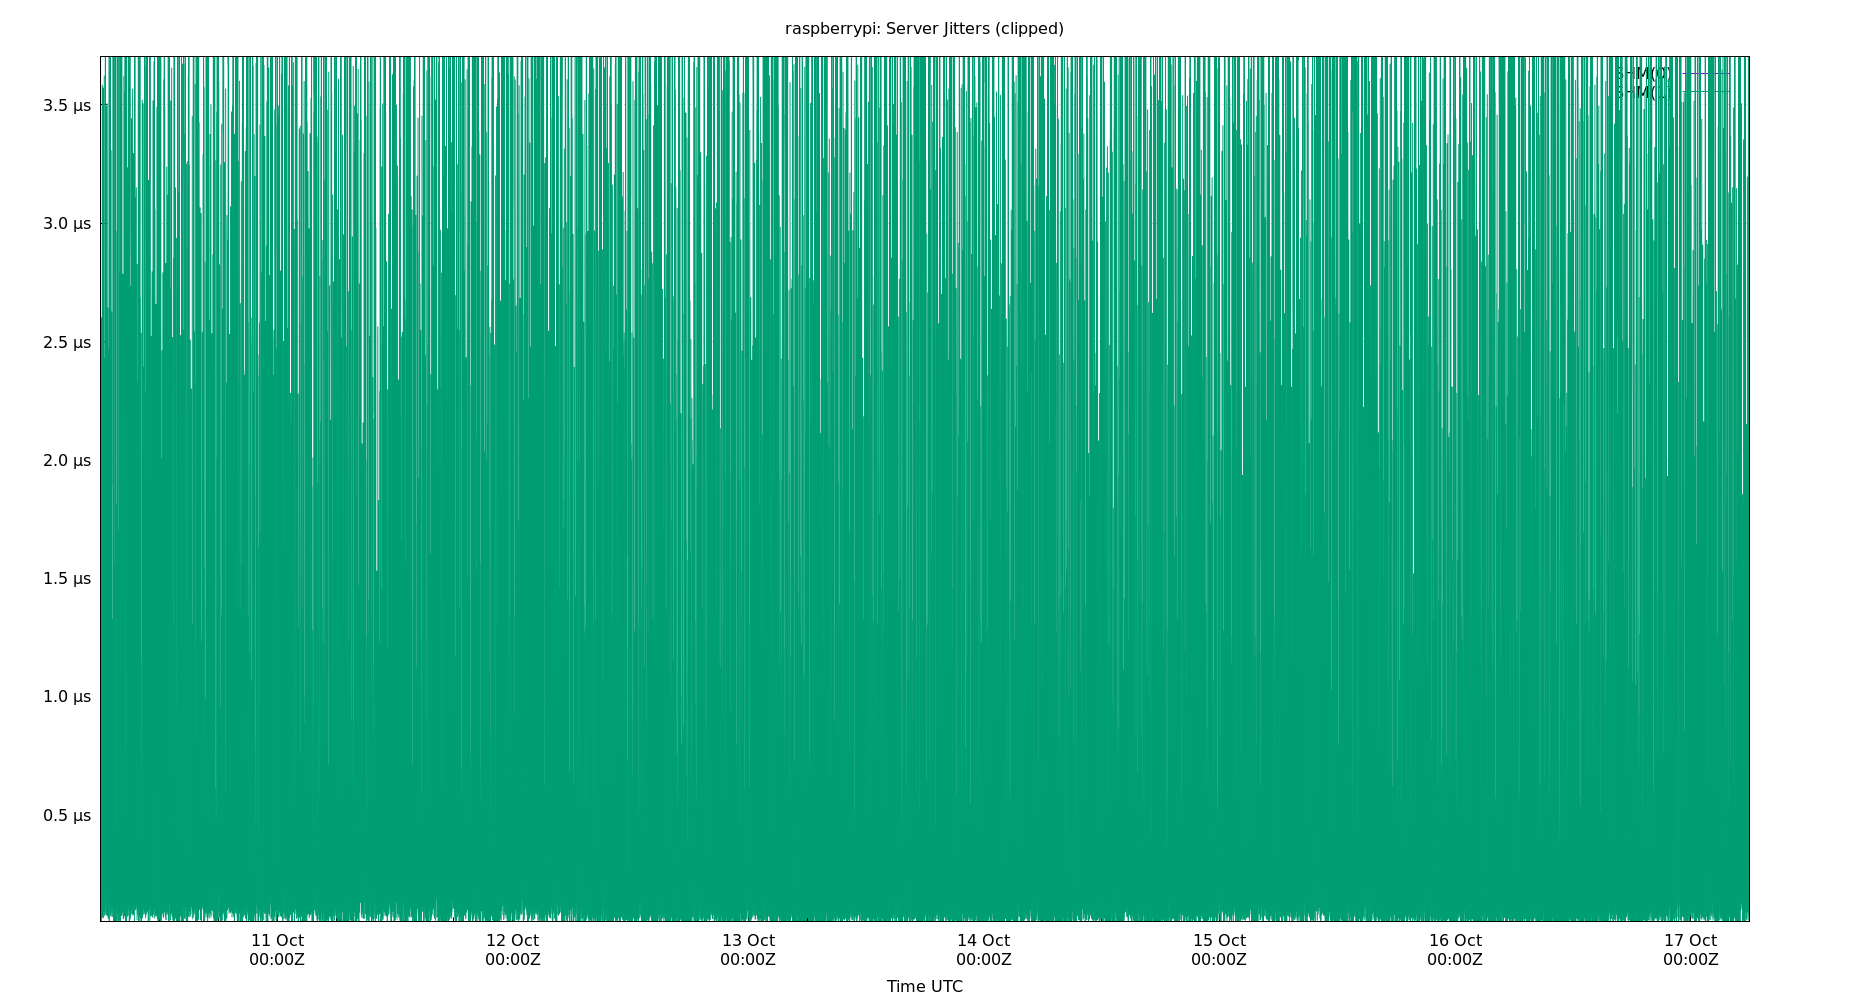 raspberrypi: Server Jitters (clipped)
SHM(0)
3.5 µs
3.0 µs
2.5 µs
2.0 µs
1.5 µs
1.0 µs
0.5 µs
11 Oct 12 Oct 13 Oct 14 Oct 15 Oct 16 Oct 17 Oct
00:00Z 00:00Z 00:00Z 00:00Z 00:00Z 00:00Z 00:00Z
Time UTC